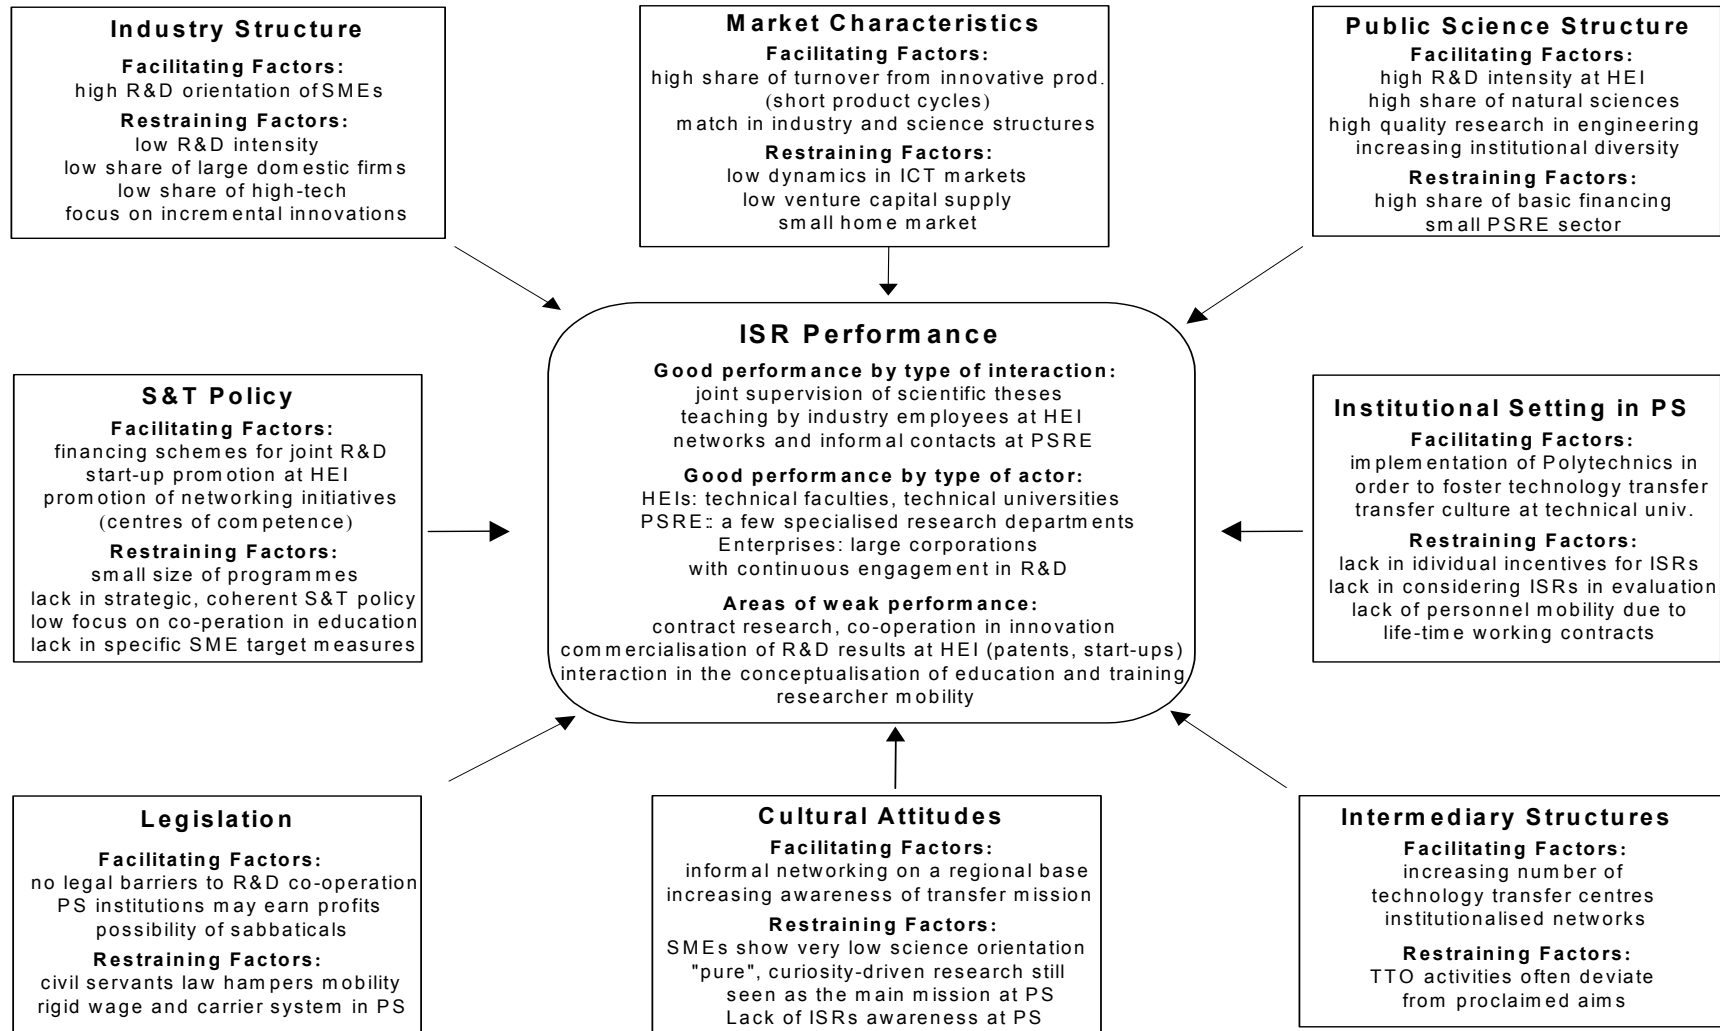 Industry Structure
Facilitating Factors:
high R&D orientation of SMEs
Restraining Factors:
low R&D intensity
low share of large domestic firms
low share of high-tech
focus on incremental innovations
Market Characteristics
Facilitating Factors:
high share of turnover from innovative prod.
(short product cycles)
match in industry and science structures
Restraining Factors:
low dynamics in ICT markets
low venture capital supply
small home market
Public Science Structure
Facilitating Factors:
high R&D intensity at HEI
high share of natural sciences
high quality research in engineering
increasing institutional diversity
Restraining Factors:
high share of basic financing
small PSRE sector
S&T Policy
Facilitating Factors:
financing schemes for joint R&D
start-up promotion at HEI
promotion of networking initiatives
(centres of competence)
Restraining Factors:
small size of programmes
lack in strategic, coherent S&T policy
low focus on co-peration in education
lack in specific SME target measures
ISR Performance
Good performance by type of interaction:
joint supervision of scientific theses
teaching by industry employees at HEI
networks and informal contacts at PSRE
Good performance by type of actor:
HEIs: technical faculties, technical universities
PSRE:: a few specialised research departments
Enterprises: large corporations
with continuous engagement in R&D
Areas of weak performance:
contract research, co-operation in innovation
commercialisation of R&D results at HEI (patents, start-ups)
interaction in the conceptualisation of education and training
researcher mobility
Institutional Setting in PS
Facilitating Factors:
implementation of Polytechnics in
order to foster technology transfer
transfer culture at technical univ.
Restraining Factors:
lack in idividual incentives for ISRs
lack in considering ISRs in evaluation
lack of personnel mobility due to
life-time working contracts
Legislation
Facilitating Factors:
no legal barriers to R&D co-operation
PS institutions may earn profits
possibility of sabbaticals
Restraining Factors:
civil servants law hampers mobility
rigid wage and carrier system in PS
Cultural Attitudes
Facilitating Factors:
informal networking on a regional base
increasing awareness of transfer mission
Restraining Factors:
SMEs show very low science orientation
"pure", curiosity-driven research still
seen as the main mission at PS
Lack of ISRs awareness at PS
Intermediary Structures
Facilitating Factors:
increasing number of
technology transfer centres
institutionalised networks
Restraining Factors:
TTO activities often deviate
from proclaimed aims